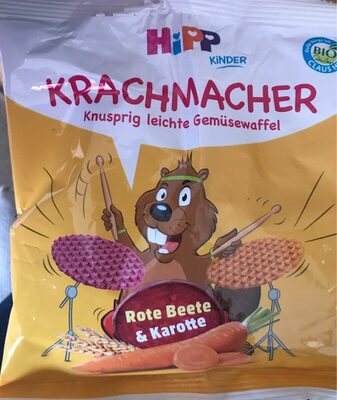 HiPP
KiNDER
BIO
KRACHMACHER
Knusprig leichte Gemüsewaffel
Rote Beete
& Karotte